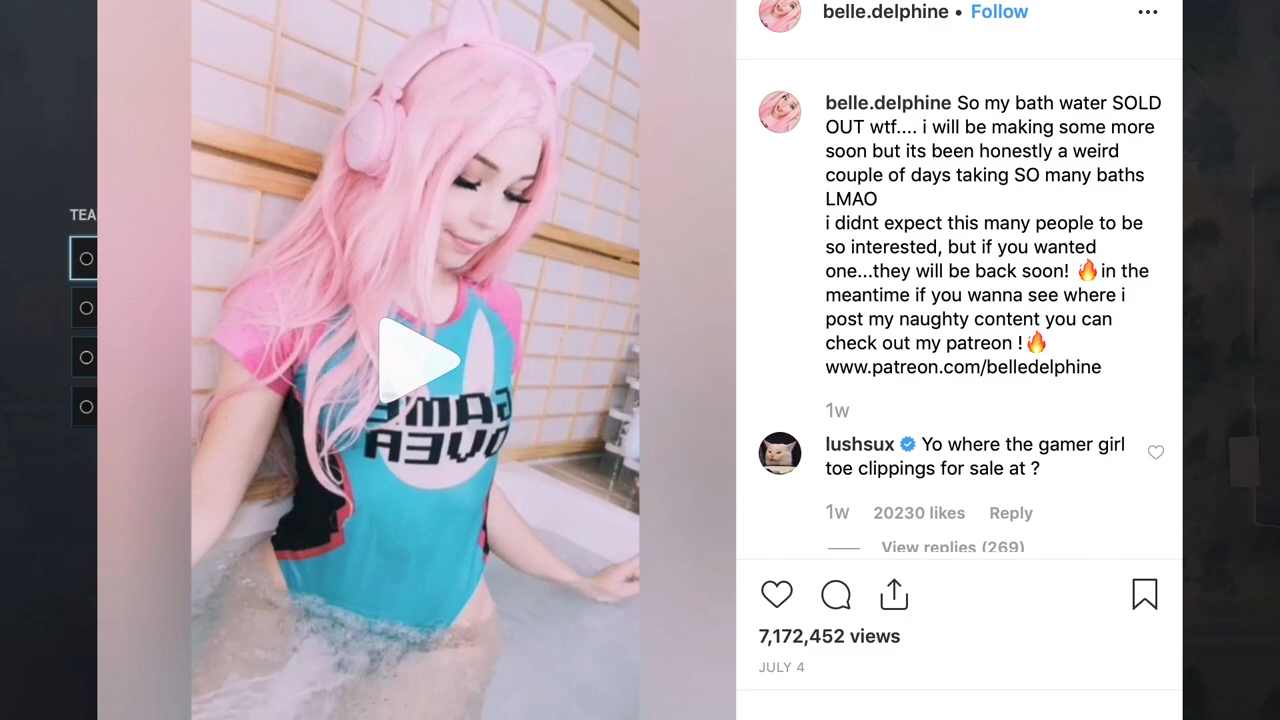 belle.delphine • Follow
TEA
belle.delphine So my bath water SOLD
OUT wtf.... i will be making some more
soon but its been honestly a weird
couple of days taking SO many baths
LMAO
i didnt expect this many people to be
so interested, but if you wanted
one...they will be back soon! 🔥in the
meantime if you wanna see where i
post my naughty content you can
check out my patreon !🔥
www.patreon.com/belledelphine
1w
lushsux Yo where the gamer girl
toe clippings for sale at ?
1w 20230 likes Reply
View replies (269)
7,172,452 views
JULY 4
GAME
OVER